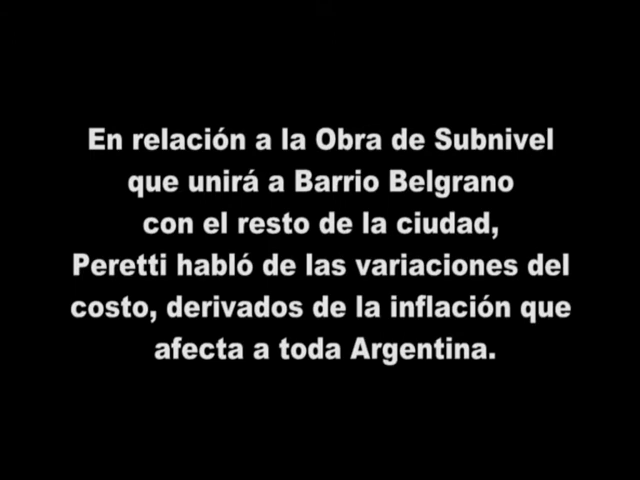 En relación a la Obra de Subnivel
que unirá a Barrio Belgrano
con el resto de la ciudad,
Peretti habló de las variaciones del
costo, derivados de la inflación que
afecta a toda Argentina.